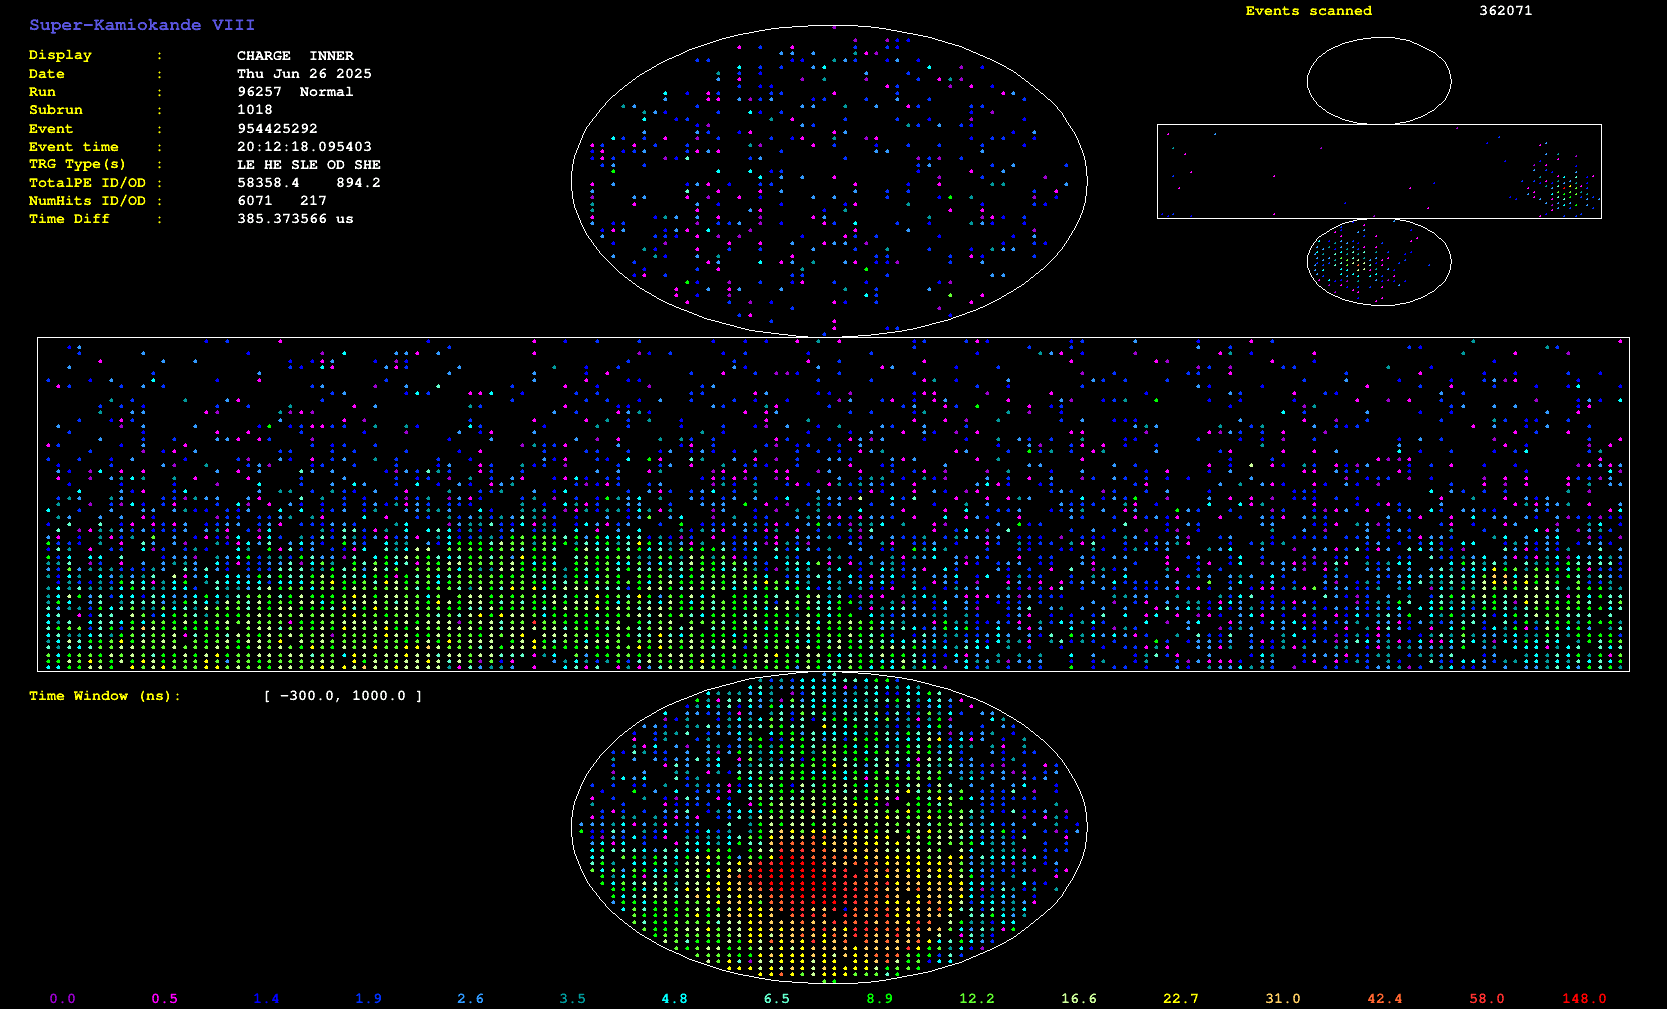 Super-Kamiokande VIII
Events scanned 362071
Display : CHARGE INNER
Date : Thu Jun 26 2025
Run : 96257 Normal
Subrun : 1018
Event : 954425292
Event time : 20:12:18.095403
TRG Type(s) : LE HE SLE OD SHE
TotalPE ID/OD : 58358.4 894.2
NumHits ID/OD : 6071 217
Time Diff : 385.373566 us
Time Window (ns): [ -300.0, 1000.0 ]
0.0 0.5 1.4 1.9 2.6 3.5 4.8 6.5 8.9 12.2 16.6 22.7 31.0 42.4 58.0 148.0